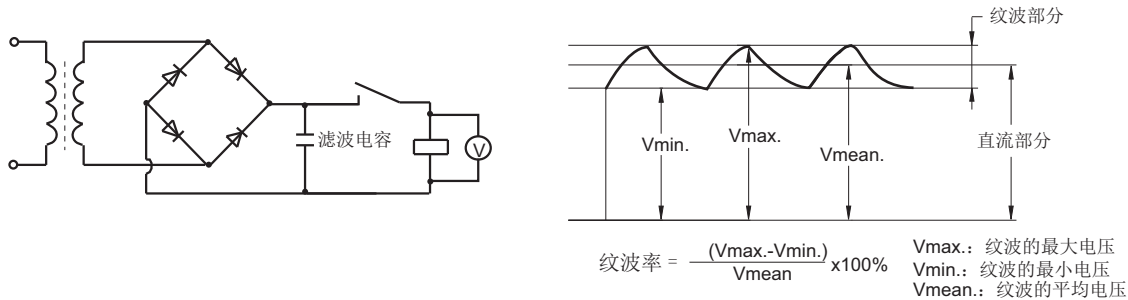 滤波电容
V
纹波部分
Vmin.
Vmax.
Vmean.
直流部分
纹波率 = (Vmax.-Vmin.) / Vmean x100%
Vmax.：纹波的最大电压
Vmin.：纹波的最小电压
Vmean.：纹波的平均电压